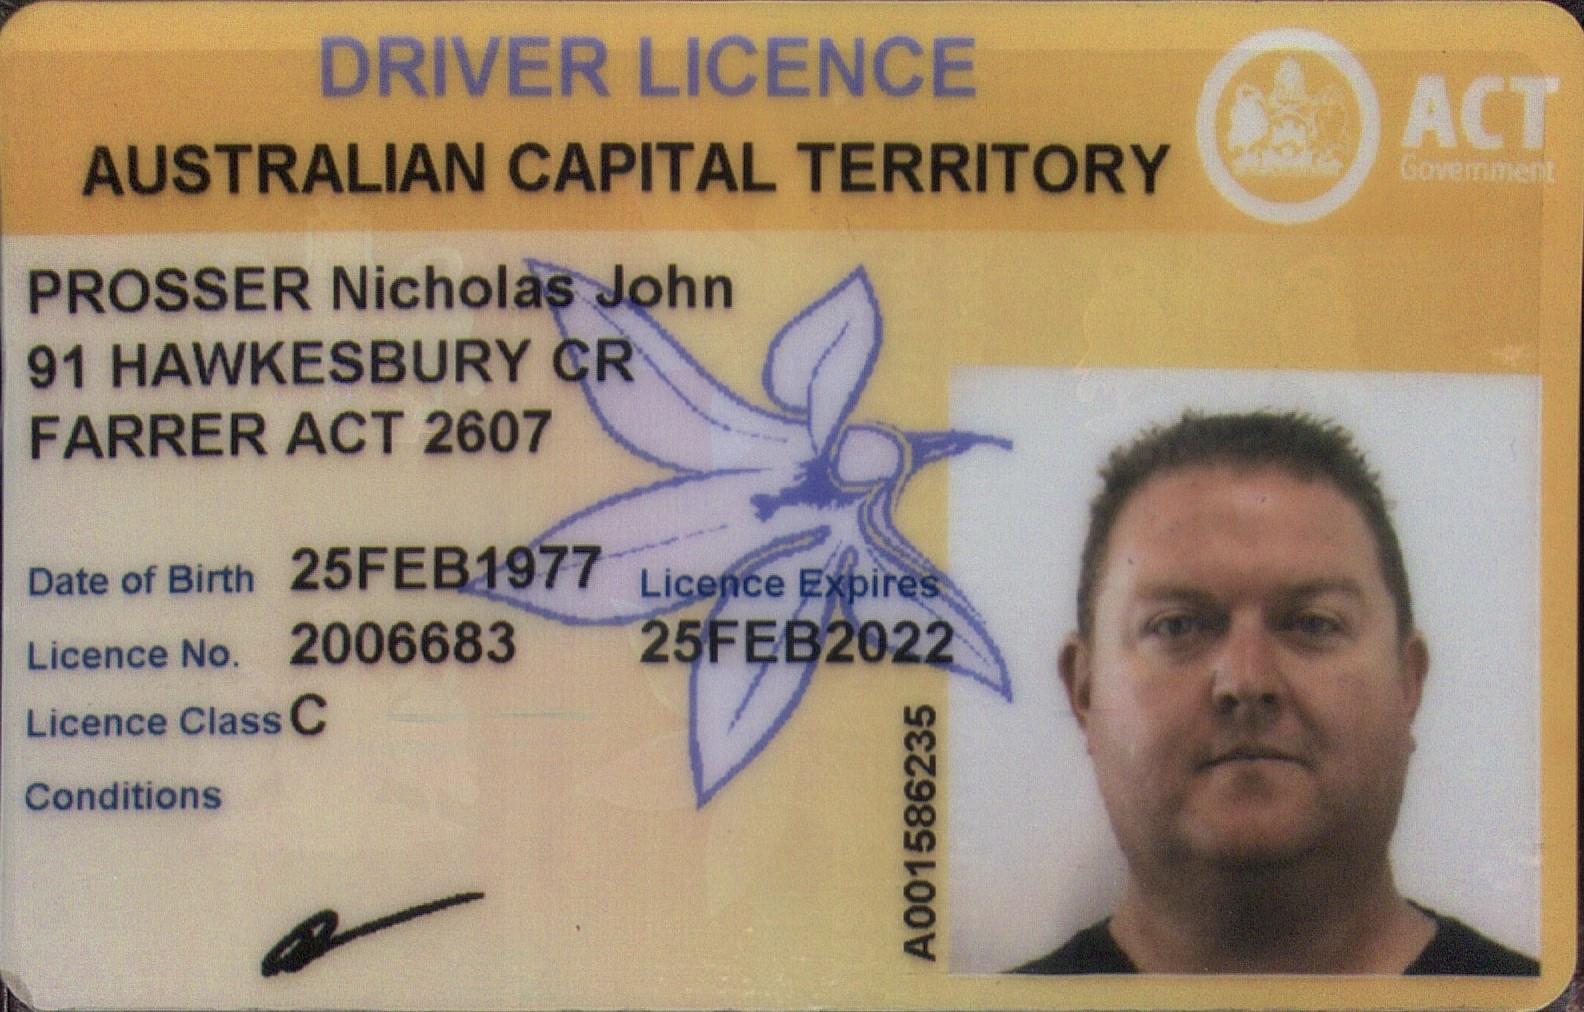 DRIVER LICENCE
AUSTRALIAN CAPITAL TERRITORY
ACT
Government
PROSSER Nicholas John
91 HAWKESBURY CR
FARRER ACT 2607
Date of Birth 25FEB1977
Licence Expires
Licence No. 2006683
25FEB2022
Licence Class C
Conditions
A001586235